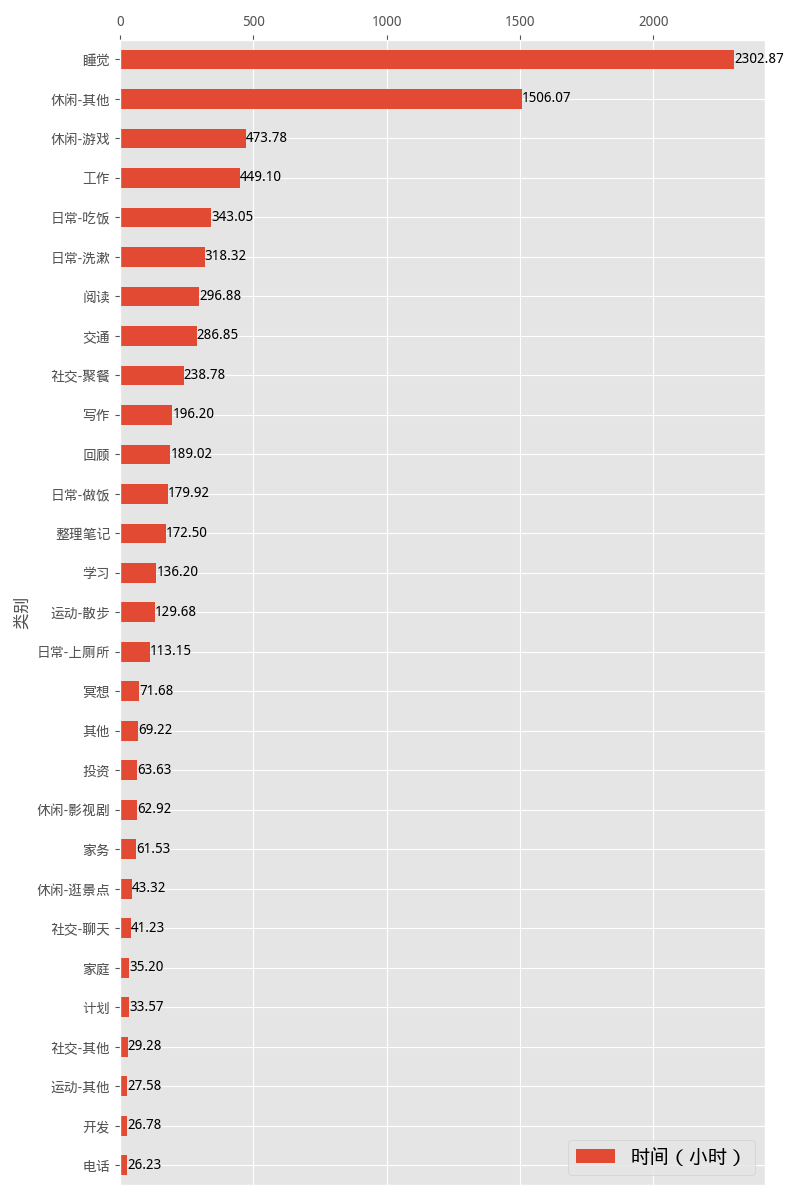 0 500 1000 1500 2000
睡觉 2302.87
休闲-其他 1506.07
休闲-游戏 473.78
工作 449.10
日常-吃饭 343.05
日常-洗漱 318.32
阅读 296.88
交通 286.85
社交-聚餐 238.78
写作 196.20
回顾 189.02
日常-做饭 179.92
整理笔记 172.50
学习 136.20
运动-散步 129.68
类别
日常-上厕所 113.15
冥想 71.68
其他 69.22
投资 63.63
休闲-影视剧 62.92
家务 61.53
休闲-逛景点 43.32
社交-聊天 41.23
家庭 35.20
计划 33.57
社交-其他 29.28
运动-其他 27.58
开发 26.78
电话 26.23
时间（小时）